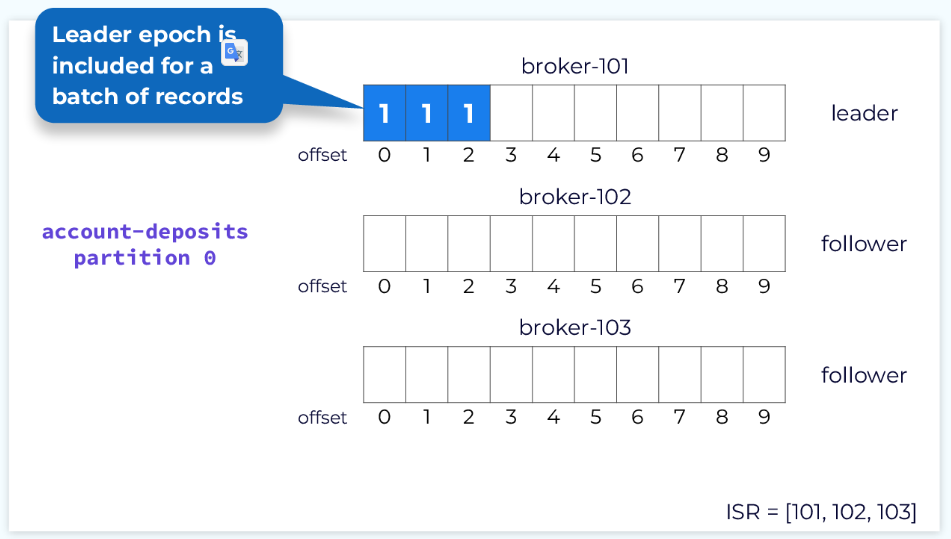 Leader epoch is
included for a
batch of records
broker-101
1 1 1
leader
offset 0 1 2 3 4 5 6 7 8 9
broker-102
account-deposits
partition 0
follower
offset 0 1 2 3 4 5 6 7 8 9
broker-103
follower
offset 0 1 2 3 4 5 6 7 8 9
ISR = [101, 102, 103]